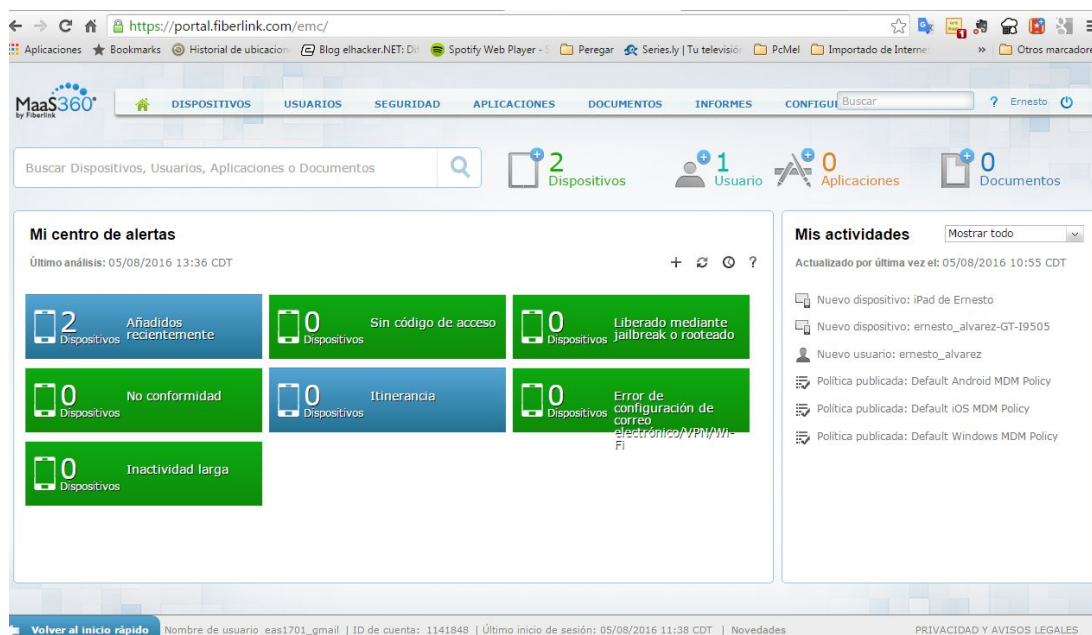 https://portal.fiberlink.com/emc/
Aplicaciones Bookmarks Historial de ubicacion Blog elhacker.NET: Di Spotify Web Player - Peregar Series.ly | Tu televisió PcMel Importado de Interne » Otros marcadore
MaaS360
by Fiberlink
DISPOSITIVOS USUARIOS SEGURIDAD APLICACIONES DOCUMENTOS INFORMES CONFIGU Buscar ? Ernesto
Buscar Dispositivos, Usuarios, Aplicaciones o Documentos
2 Dispositivos
1 Usuario
0 Aplicaciones
0 Documentos
Mi centro de alertas
Último análisis: 05/08/2016 13:36 CDT
+ ?
2 Dispositivos
Añadidos
recientemente
0 Dispositivos
Sin código de acceso
0 Dispositivos
Liberado mediante
jailbreak o rooteado
0 Dispositivos
No conformidad
0 Dispositivos
Itinerancia
0 Dispositivos
Error de
configuración de
correo
electrónico/VPN/Wi-
Fi
0 Dispositivos
Inactividad larga
Mis actividades Mostrar todo
Actualizado por última vez el: 05/08/2016 10:55 CDT
Nuevo dispositivo: iPad de Ernesto
Nuevo dispositivo: ernesto_alvarez-GT-I9505
Nuevo usuario: ernesto_alvarez
Política publicada: Default Android MDM Policy
Política publicada: Default iOS MDM Policy
Política publicada: Default Windows MDM Policy
Volver al inicio rápido Nombre de usuario eas1701_gmail | ID de cuenta: 1141848 | Último inicio de sesión: 05/08/2016 11:38 CDT | Novedades PRIVACIDAD Y AVISOS LEGALES